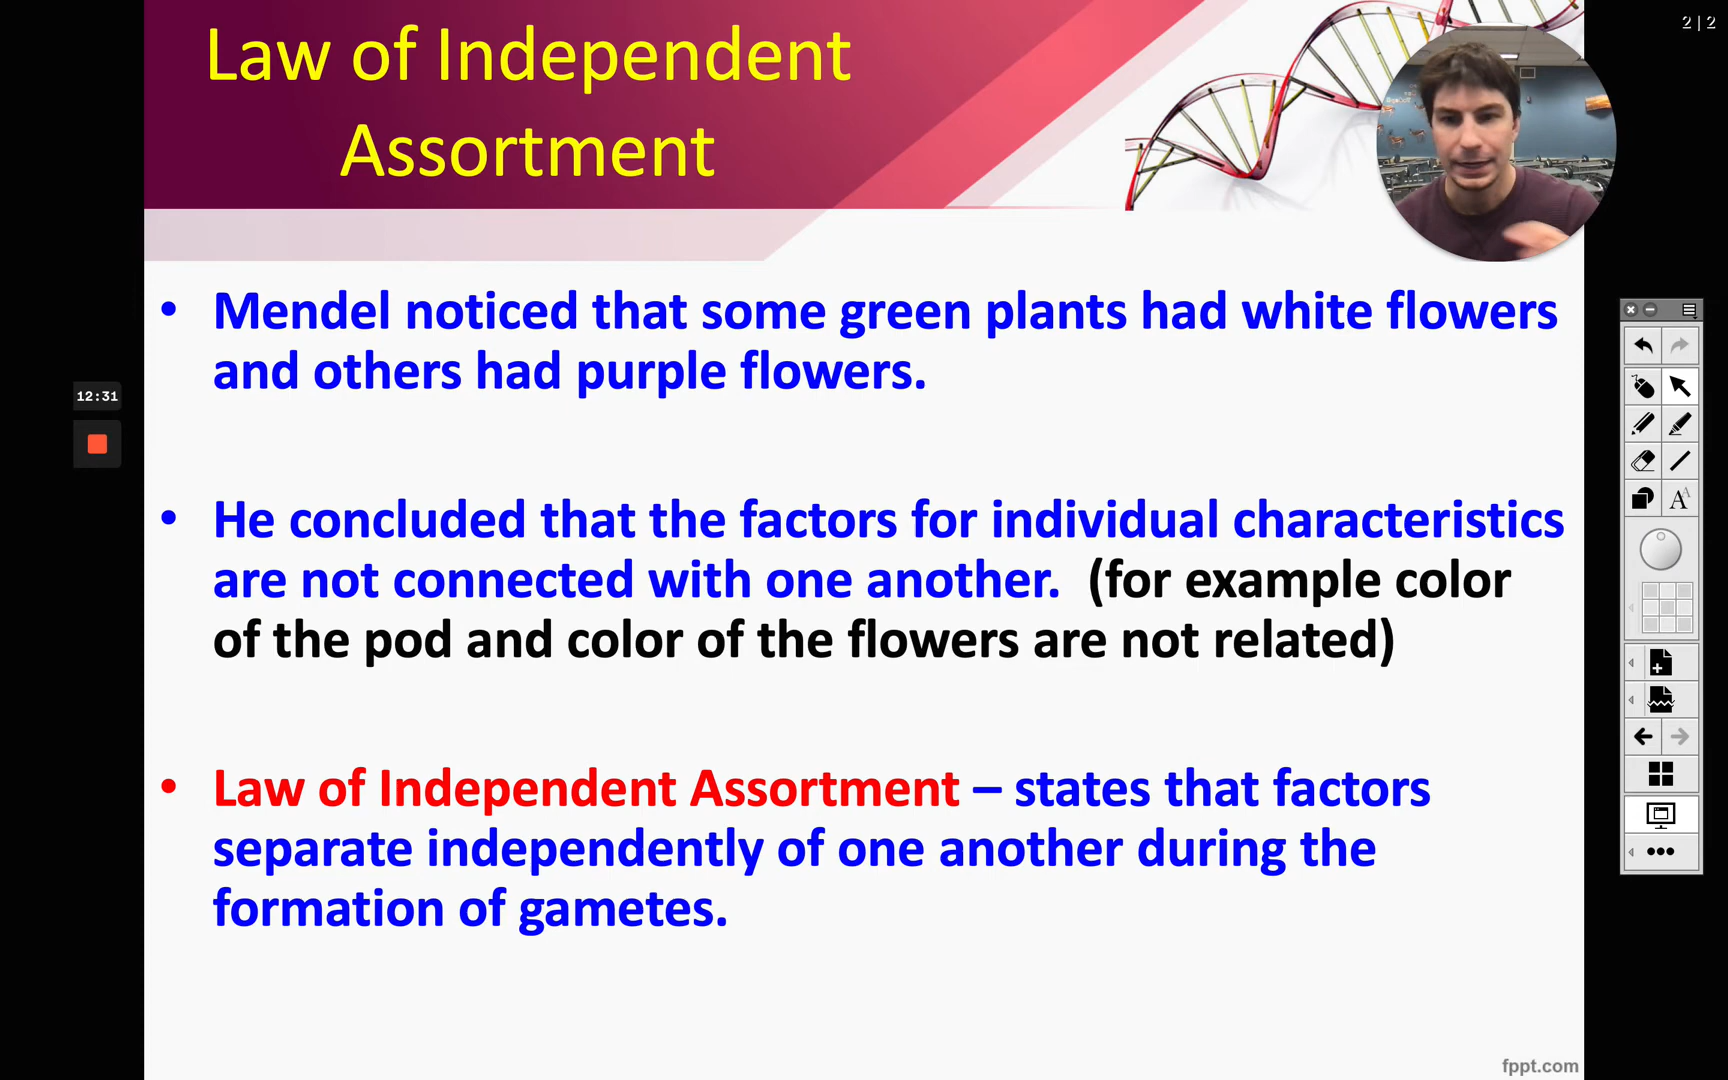 Law of Independent
Assortment
2|2
• Mendel noticed that some green plants had white flowers
and others had purple flowers.
12:31
• He concluded that the factors for individual characteristics
are not connected with one another. (for example color
of the pod and color of the flowers are not related)
• Law of Independent Assortment – states that factors
separate independently of one another during the
formation of gametes.
fppt.com